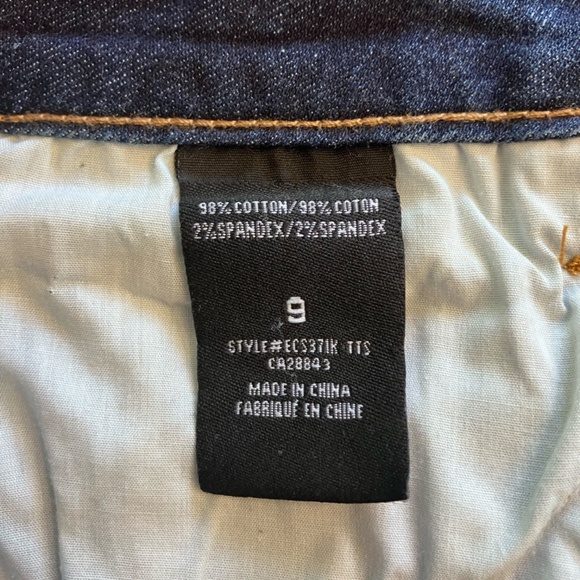 98% COTTON/98% COTON
2%SPANDEX/2%SPANDEX
9
STYLE#ECS371K TTS
CA28843
MADE IN CHINA
FABRIQUÉ EN CHINE